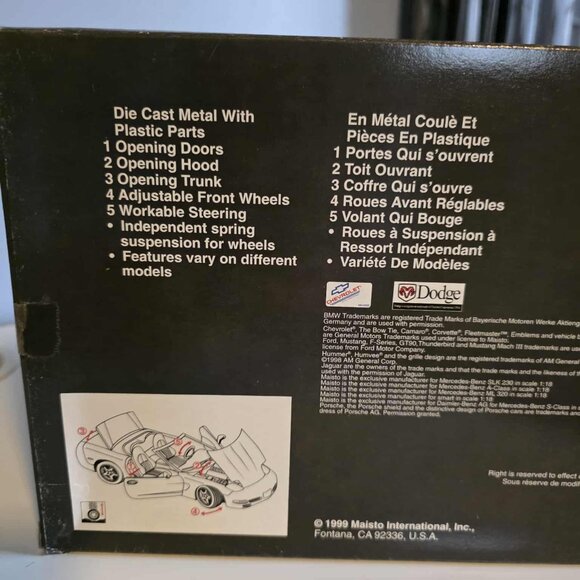 Die Cast Metal With
Plastic Parts
1 Opening Doors
2 Opening Hood
3 Opening Trunk
4 Adjustable Front Wheels
5 Workable Steering
• Independent spring
suspension for wheels
• Features vary on different
models
En Métal Coulè Et
Pièces En Plastique
1 Portes Qui s'ouvrent
2 Toit Ouvrant
3 Coffre Qui s'ouvre
4 Roues Avant Réglables
5 Volant Qui Bouge
• Roues à Suspension à
Ressort Indépendant
• Variété De Modèles
CHEVROLET
Dodge
BMW Trademarks are registered Trade Marks of Bayerische Motoren Werke
Germany and are used with permission.
Chevrolet, The Bow Tie, Camaro, Corvette, Fleetmaster™, Emblems and vehicle
are General Motors Trademarks used under license to Maisto.
Ford, Mustang, F-Series, GT90,Thunderbird and Mustang Mach III trademarks
license from Ford Motor Company.
Hummer, Humvee and the grille design are registered trademarks of AM General
©1998 AM General Corp.
Jaguar are the owners of the trade marks and that the trade marks and the likeness of the
used with permission of Jaguar.
Maisto is the exclusive manufacturer for Mercedes-Benz SLK 230 in scale 1:18
Maisto is the exclusive manufacturer for Mercedes-Benz A-Class in scale 1:18
Maisto is the exclusive manufacturer for Mercedes-Benz ML 320 in scale 1:18
Maisto is the exclusive manufacturer for smart in scale 1:18
Maisto is the exclusive manufacturer for Daimler-Benz AG for Mercedes-Benz S-Class in
Porsche, the Porsche shield and the distinctive design of Porsche cars are trademarks and
dress of Porsche AG. Permission granted.
3
1
5
2
4
Right is reserved to effect
Sous réserve de
© 1999 Maisto International, Inc.,
Fontana, CA 92336, U.S.A.